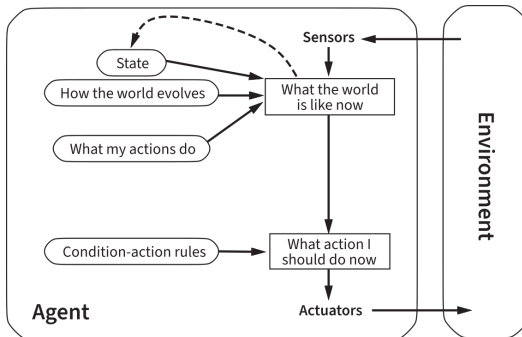 Sensors
State
How the world evolves
What the world
is like now
What my actions do
Environment
Condition-action rules
What action I
should do now
Agent
Actuators